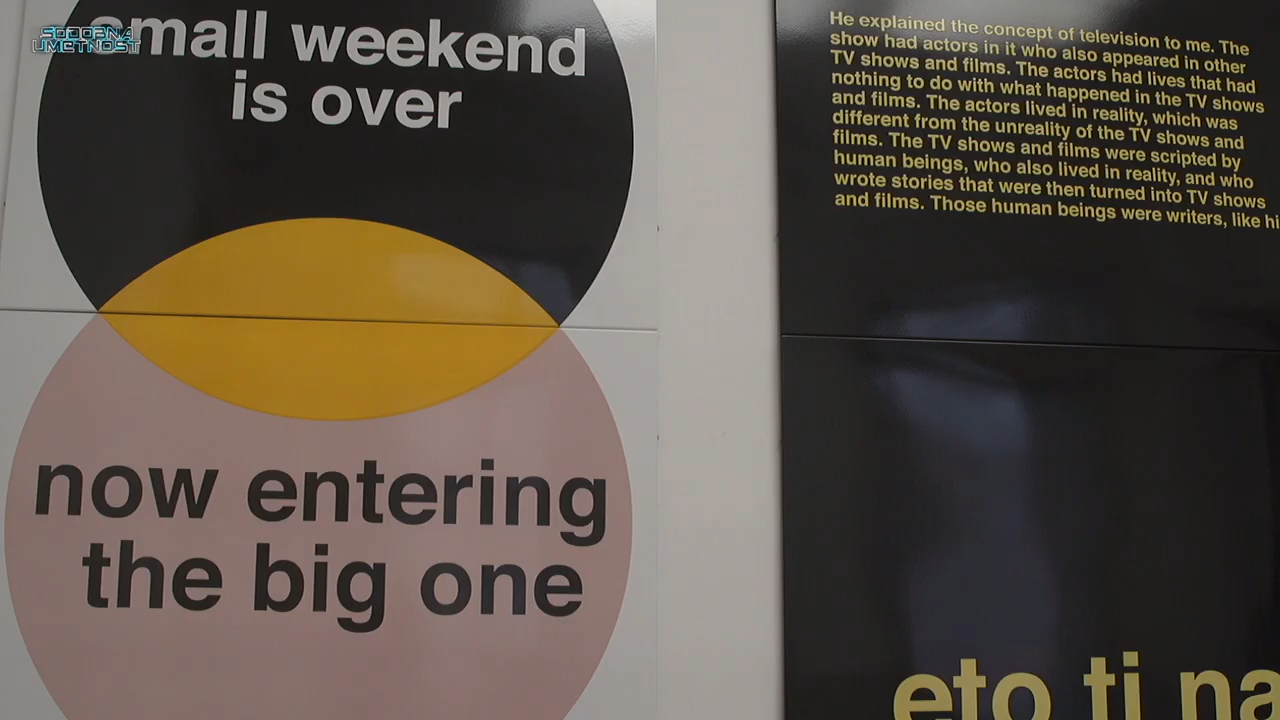 SODOBNA
UMETNOST
small weekend
is over
now entering
the big one
He explained the concept of television to me. The
show had actors in it who also appeared in other
TV shows and films. The actors had lives that had
nothing to do with what happened in the TV shows
and films. The actors lived in reality, which was
different from the unreality of the TV shows and
films. The TV shows and films were scripted by
human beings, who also lived in reality, and who
wrote stories that were then turned into TV shows
and films. Those human beings were writers, like hi
eto ti na